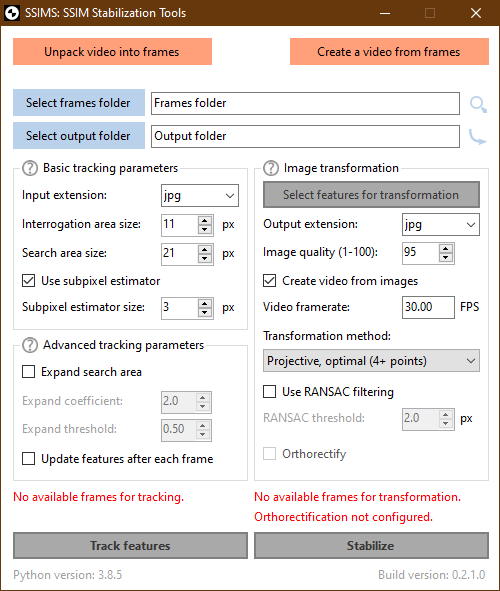 SSIMS: SSIM Stabilization Tools
Unpack video into frames
Create a video from frames
Select frames folder
Frames folder
Select output folder
Output folder
? Basic tracking parameters
Input extension: jpg
Interrogation area size: 11 px
Search area size: 21 px
Use subpixel estimator
Subpixel estimator size: 3 px
? Advanced tracking parameters
Expand search area
Expand coefficient: 2.0
Expand threshold: 0.50
Update features after each frame
? Image transformation
Select features for transformation
Output extension: jpg
Image quality (1-100): 95
Create video from images
Video framerate: 30.00 FPS
Transformation method:
Projective, optimal (4+ points)
Use RANSAC filtering
RANSAC threshold: 2.0 px
Orthorectify
No available frames for tracking.
No available frames for transformation.
Orthorectification not configured.
Track features
Stabilize
Python version: 3.8.5
Build version: 0.2.1.0